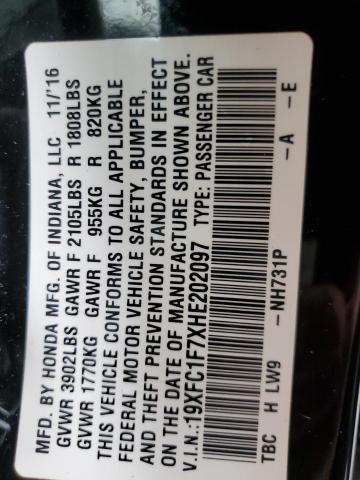 MFD. BY HONDA MFG. OF INDIANA, LLC 11/'16
GVWR 3902LBS GAWR F 2105LBS R 1808LBS
GVWR 1770KG GAWR F 955KG R 820KG
THIS VEHICLE CONFORMS TO ALL APPLICABLE
FEDERAL MOTOR VEHICLE SAFETY, BUMPER,
AND THEFT PREVENTION STANDARDS IN EFFECT
ON THE DATE OF MANUFACTURE SHOWN ABOVE.
V.I.N.:19XFC1F7XHE202097 TYPE: PASSENGER CAR
TBC H LW9 -NH731P -A -E